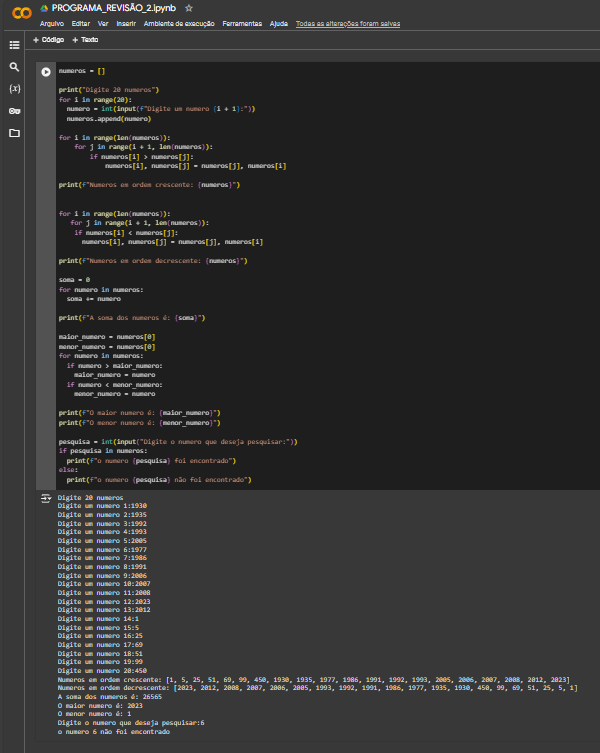 CO PROGRAMA_REVISÃO_2.ipynb
Arquivo Editar Ver Inserir Ambiente de execução Ferramentas Ajuda Todas as alterações foram salvas
+ Código + Texto
{x}
numeros = []
print("Digite 20 numeros")
for i in range(20):
  numero = int(input(f"Digite um numero {i + 1}:"))
  numeros.append(numero)
for i in range(len(numeros)):
    for j in range(i + 1, len(numeros)):
        if numeros[i] > numeros[j]:
            numeros[i], numeros[j] = numeros[j], numeros[i]
print(f"Numeros em ordem crescente: {numeros}")
for i in range(len(numeros)):
   for j in range(i + 1, len(numeros)):
    if numeros[i] < numeros[j]:
      numeros[i], numeros[j] = numeros[j], numeros[i]
print(f"Numeros em ordem decrescente: {numeros}")
soma = 0
for numero in numeros:
  soma += numero
print(f"A soma dos numeros é: {soma}")
maior_numero = numeros[0]
menor_numero = numeros[0]
for numero in numeros:
  if numero > maior_numero:
    maior_numero = numero
  if numero < menor_numero:
    menor_numero = numero
print(f"O maior numero é: {maior_numero}")
print(f"O menor numero é: {menor_numero}")
pesquisa = int(input("Digite o numero que deseja pesquisar:"))
if pesquisa in numeros:
  print(f"o numero {pesquisa} foi encontrado")
else:
  print(f"o numero {pesquisa} não foi encontrado")
Digite 20 numeros
Digite um numero 1:1930
Digite um numero 2:1935
Digite um numero 3:1992
Digite um numero 4:1993
Digite um numero 5:2005
Digite um numero 6:1977
Digite um numero 7:1986
Digite um numero 8:1991
Digite um numero 9:2006
Digite um numero 10:2007
Digite um numero 11:2008
Digite um numero 12:2023
Digite um numero 13:2012
Digite um numero 14:1
Digite um numero 15:5
Digite um numero 16:25
Digite um numero 17:69
Digite um numero 18:51
Digite um numero 19:99
Digite um numero 20:450
Numeros em ordem crescente: [1, 5, 25, 51, 69, 99, 450, 1930, 1935, 1977, 1986, 1991, 1992, 1993, 2005, 2006, 2007, 2008, 2012, 2023]
Numeros em ordem decrescente: [2023, 2012, 2008, 2007, 2006, 2005, 1993, 1992, 1991, 1986, 1977, 1935, 1930, 450, 99, 69, 51, 25, 5, 1]
A soma dos numeros é: 26565
O maior numero é: 2023
O menor numero é: 1
Digite o numero que deseja pesquisar:6
o numero 6 não foi encontrado